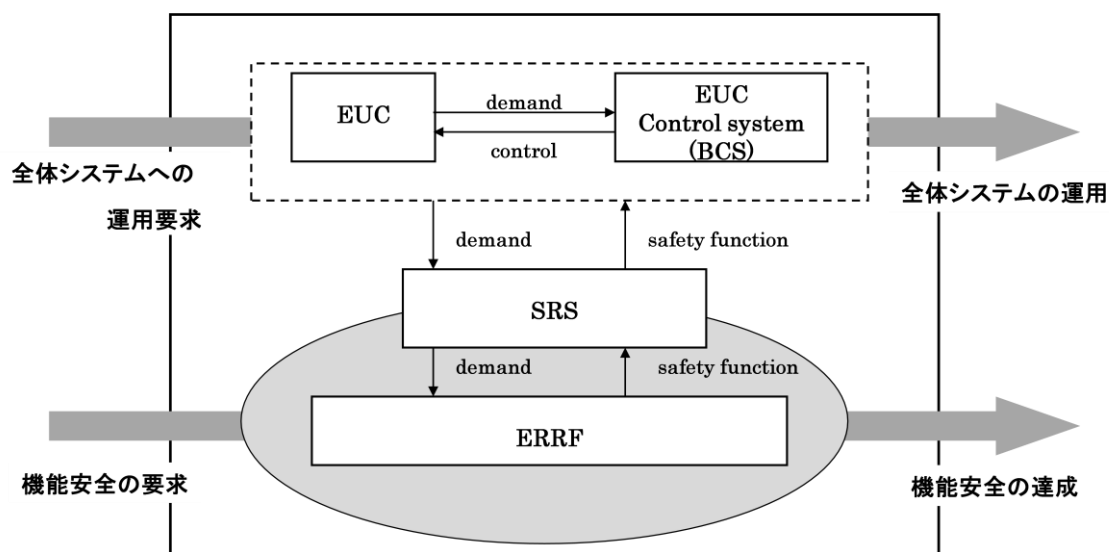 EUC
demand
control
EUC
Control system
(BCS)
全体システムへの
運用要求
全体システムの運用
demand
safety function
SRS
demand
safety function
ERRF
機能安全の要求
機能安全の達成